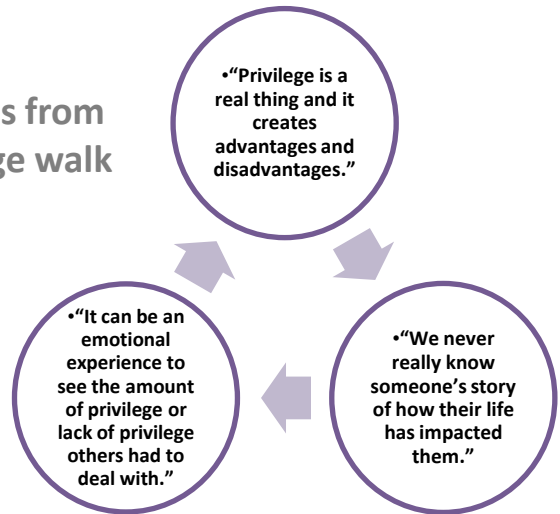 s from
ge walk
•“Privilege is a
real thing and it
creates
advantages and
disadvantages.”
•“We never
really know
someone’s story
of how their life
has impacted
them.”
•“It can be an
emotional
experience to
see the amount
of privilege or
lack of privilege
others had to
deal with.”